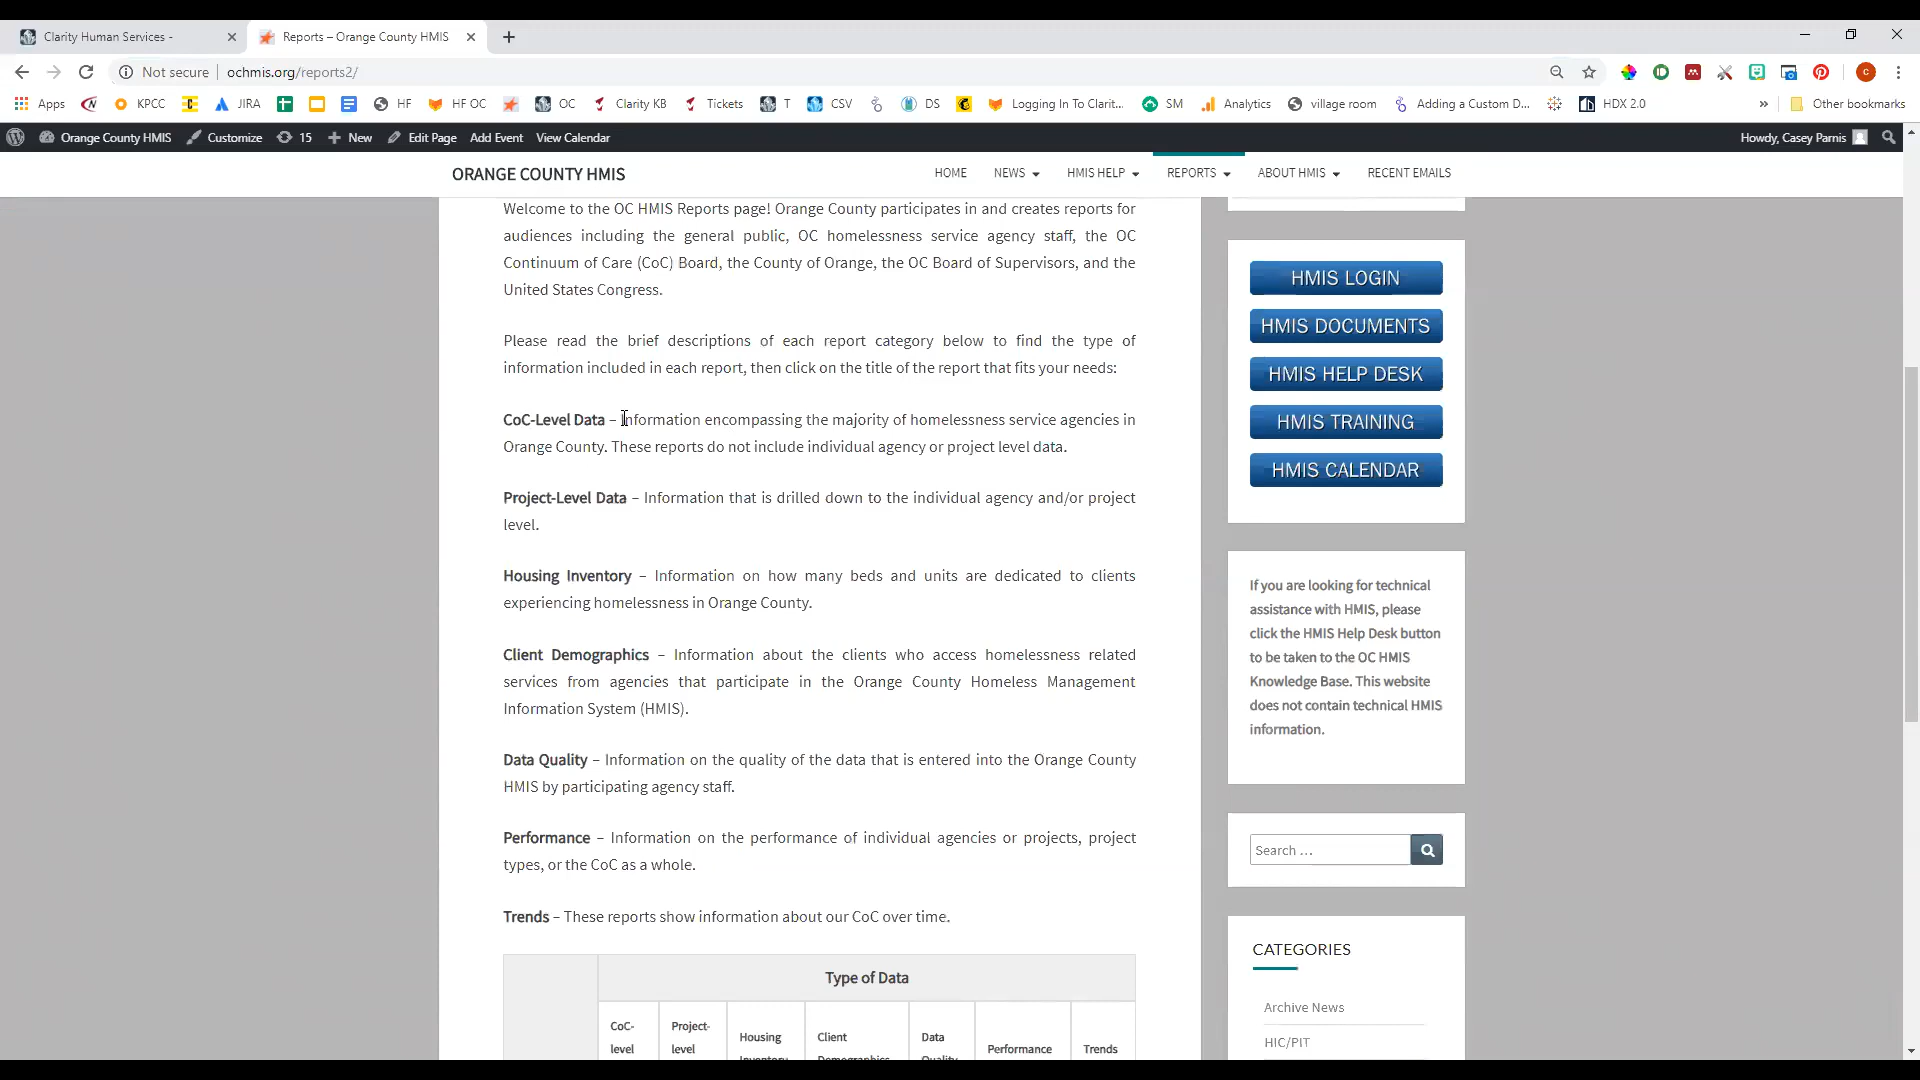 Clarity Human Services -
Reports – Orange County HMIS
Not secure
ochmis.org/reports2/
Apps
KPCC
JIRA
HF
HF OC
OC
Clarity KB
Tickets
T
CSV
DS
Logging In To Clarit...
SM
Analytics
village room
Adding a Custom D...
HDX 2.0
»
Other bookmarks
Orange County HMIS
Customize
15
New
Edit Page
Add Event
View Calendar
Howdy, Casey Parnis
ORANGE COUNTY HMIS
HOME
NEWS
HMIS HELP
REPORTS
ABOUT HMIS
RECENT EMAILS
Welcome to the OC HMIS Reports page! Orange County participates in and creates reports for
audiences including the general public, OC homelessness service agency staff, the OC
Continuum of Care (CoC) Board, the County of Orange, the OC Board of Supervisors, and the
United States Congress.
Please read the brief descriptions of each report category below to find the type of
information included in each report, then click on the title of the report that fits your needs:
CoC-Level Data – Information encompassing the majority of homelessness service agencies in
Orange County. These reports do not include individual agency or project level data.
Project-Level Data – Information that is drilled down to the individual agency and/or project
level.
Housing Inventory – Information on how many beds and units are dedicated to clients
experiencing homelessness in Orange County.
Client Demographics – Information about the clients who access homelessness related
services from agencies that participate in the Orange County Homeless Management
Information System (HMIS).
Data Quality – Information on the quality of the data that is entered into the Orange County
HMIS by participating agency staff.
Performance – Information on the performance of individual agencies or projects, project
types, or the CoC as a whole.
Trends – These reports show information about our CoC over time.
Type of Data
CoC-
level
Project-
level
Housing
Inventory
Client
Demographics
Data
Quality
Performance
Trends
HMIS LOGIN
HMIS DOCUMENTS
HMIS HELP DESK
HMIS TRAINING
HMIS CALENDAR
If you are looking for technical
assistance with HMIS, please
click the HMIS Help Desk button
to be taken to the OC HMIS
Knowledge Base. This website
does not contain technical HMIS
information.
Search …
CATEGORIES
Archive News
HIC/PIT